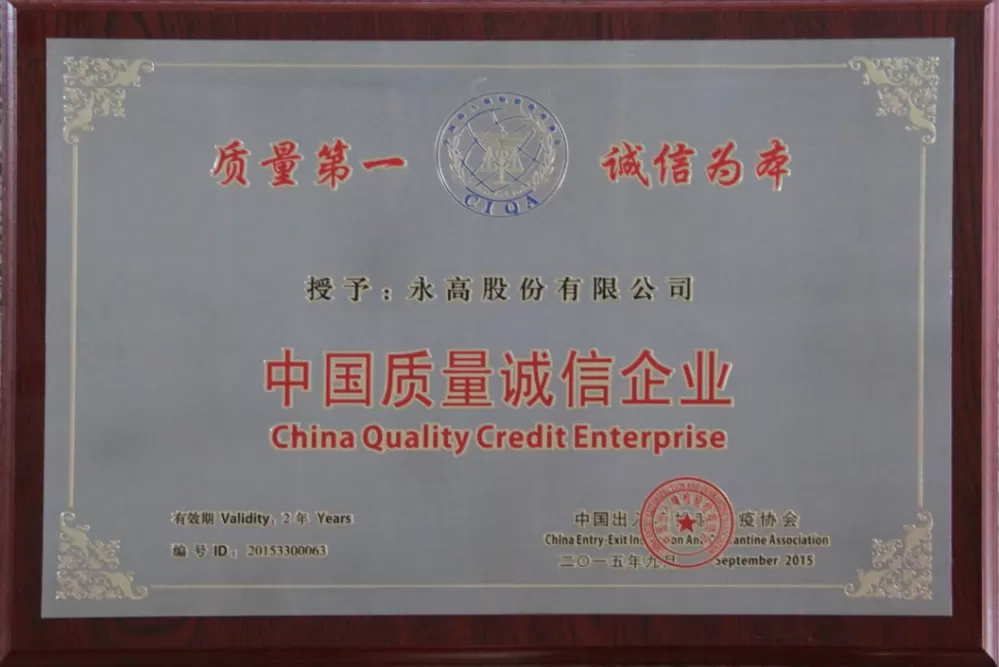 质量第一 诚信为本
CIQA
授予：永高股份有限公司
中国质量诚信企业
China Quality Credit Enterprise
有效期 Validity：2年 Years
编号 ID：20153300063
中国出入 疫协会
China Entry-Exit And Association
二〇一五年九月 September 2015